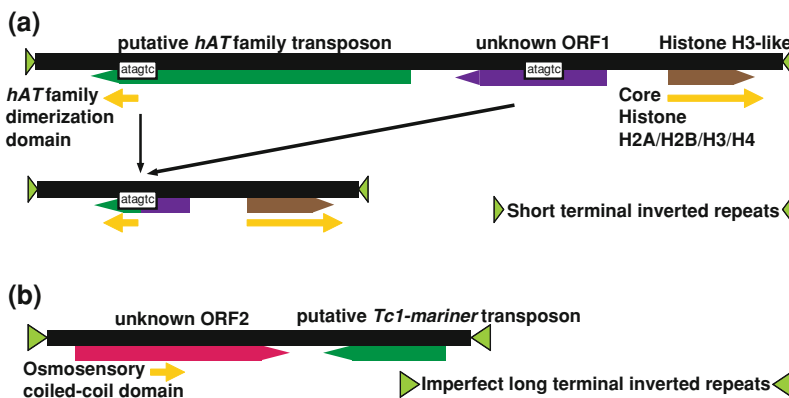 (a)
putative hAT family transposon
unknown ORF1
Histone H3-like
atagtc
atagtc
hAT family
dimerization
domain
Core
Histone
H2A/H2B/H3/H4
atagtc
Short terminal inverted repeats
(b)
unknown ORF2
putative Tc1-mariner transposon
Osmosensory
coiled-coil domain
Imperfect long terminal inverted repeats